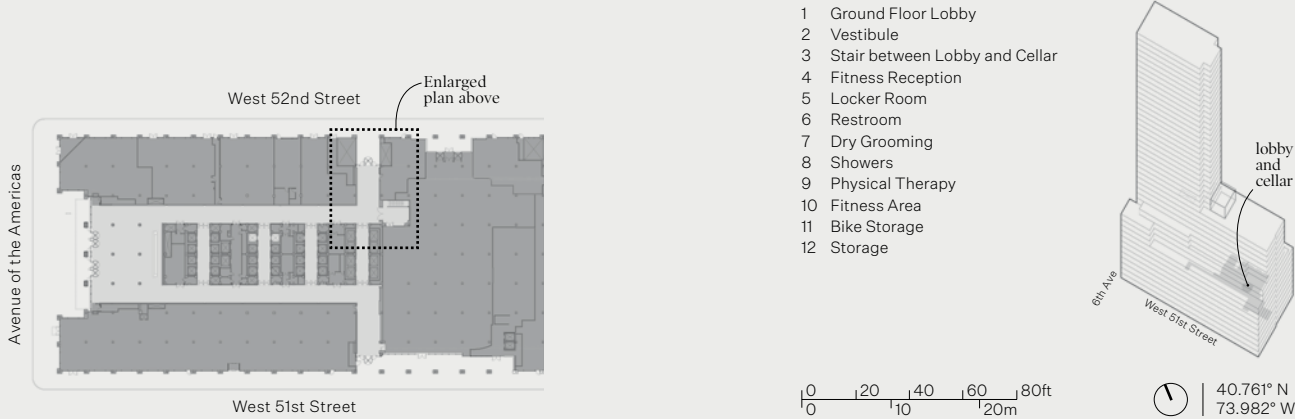 Enlarged
plan above
West 52nd Street
Avenue of the Americas
West 51st Street
1 Ground Floor Lobby
2 Vestibule
3 Stair between Lobby and Cellar
4 Fitness Reception
5 Locker Room
6 Restroom
7 Dry Grooming
8 Showers
9 Physical Therapy
10 Fitness Area
11 Bike Storage
12 Storage
lobby
and
cellar
6th Ave
West 51st Street
0 20 40 60 80ft
0 10 20m
40.761° N
73.982° W